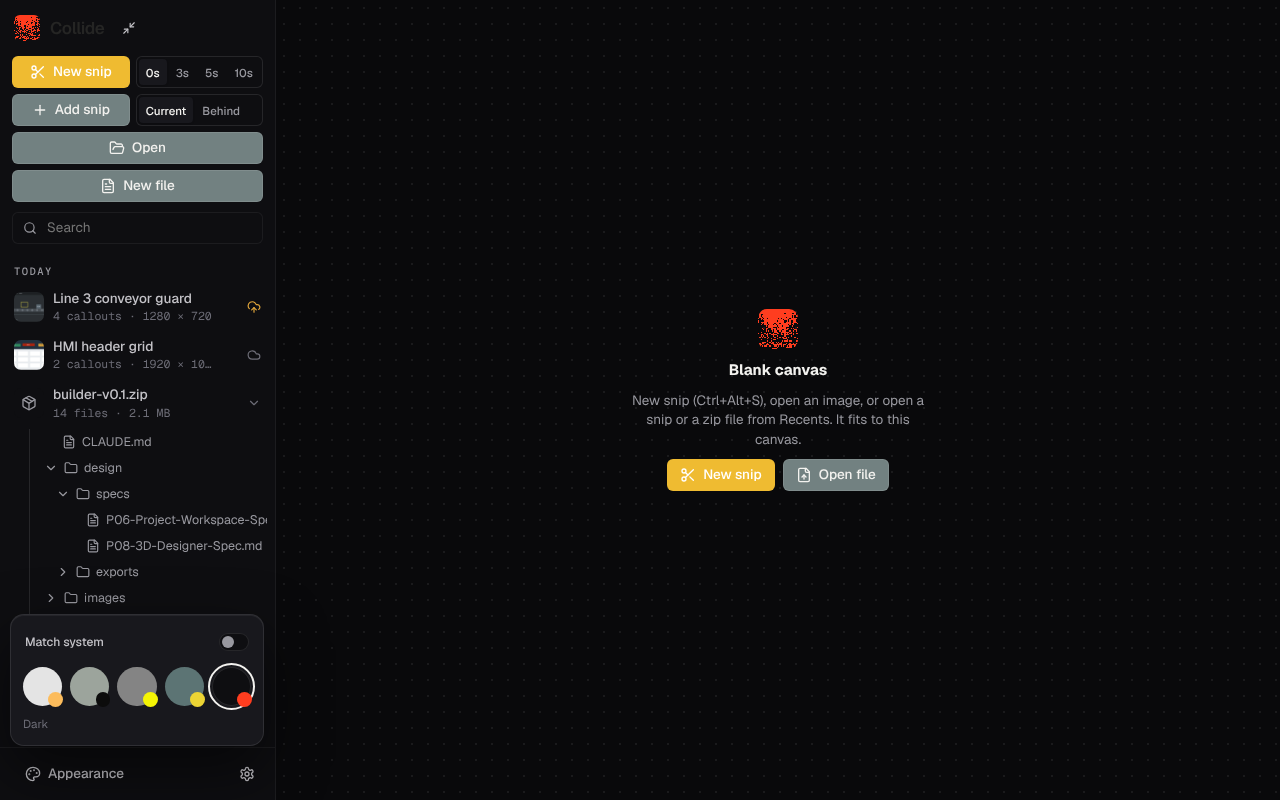 Collide
New snip
0s 3s 5s 10s
Add snip
Current Behind
Open
New file
Search
TODAY
Line 3 conveyor guard
4 callouts · 1280 × 720
HMI header grid
2 callouts · 1920 × 10…
builder-v0.1.zip
14 files · 2.1 MB
CLAUDE.md
design
specs
P06-Project-Workspace-Spe
P08-3D-Designer-Spec.md
exports
images
Match system
Dark
Appearance
Blank canvas
New snip (Ctrl+Alt+S), open an image, or open a
snip or a zip file from Recents. It fits to this
canvas.
New snip
Open file